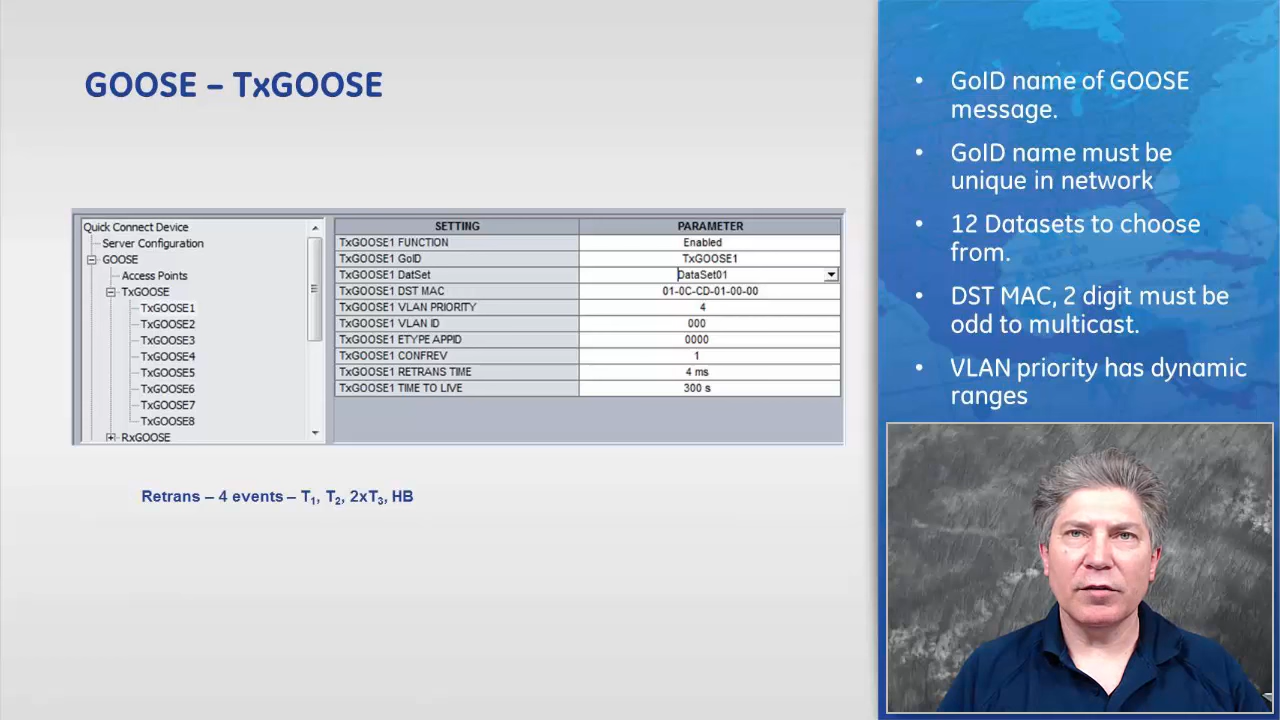 GOOSE – TxGOOSE
Quick Connect Device
Server Configuration
GOOSE
Access Points
TxGOOSE
TxGOOSE1
TxGOOSE2
TxGOOSE3
TxGOOSE4
TxGOOSE5
TxGOOSE6
TxGOOSE7
TxGOOSE8
RxGOOSE
SETTING PARAMETER
TxGOOSE1 FUNCTION Enabled
TxGOOSE1 GoID TxGOOSE1
TxGOOSE1 DatSet DataSet01
TxGOOSE1 DST MAC 01-0C-CD-01-00-00
TxGOOSE1 VLAN PRIORITY 4
TxGOOSE1 VLAN ID 000
TxGOOSE1 ETYPE APPID 0000
TxGOOSE1 CONFREV 1
TxGOOSE1 RETRANS TIME 4 ms
TxGOOSE1 TIME TO LIVE 300 s
Retrans – 4 events – T1, T2, 2xT3, HB
• GoID name of GOOSE
message.
• GoID name must be
unique in network
• 12 Datasets to choose
from.
• DST MAC, 2 digit must be
odd to multicast.
• VLAN priority has dynamic
ranges